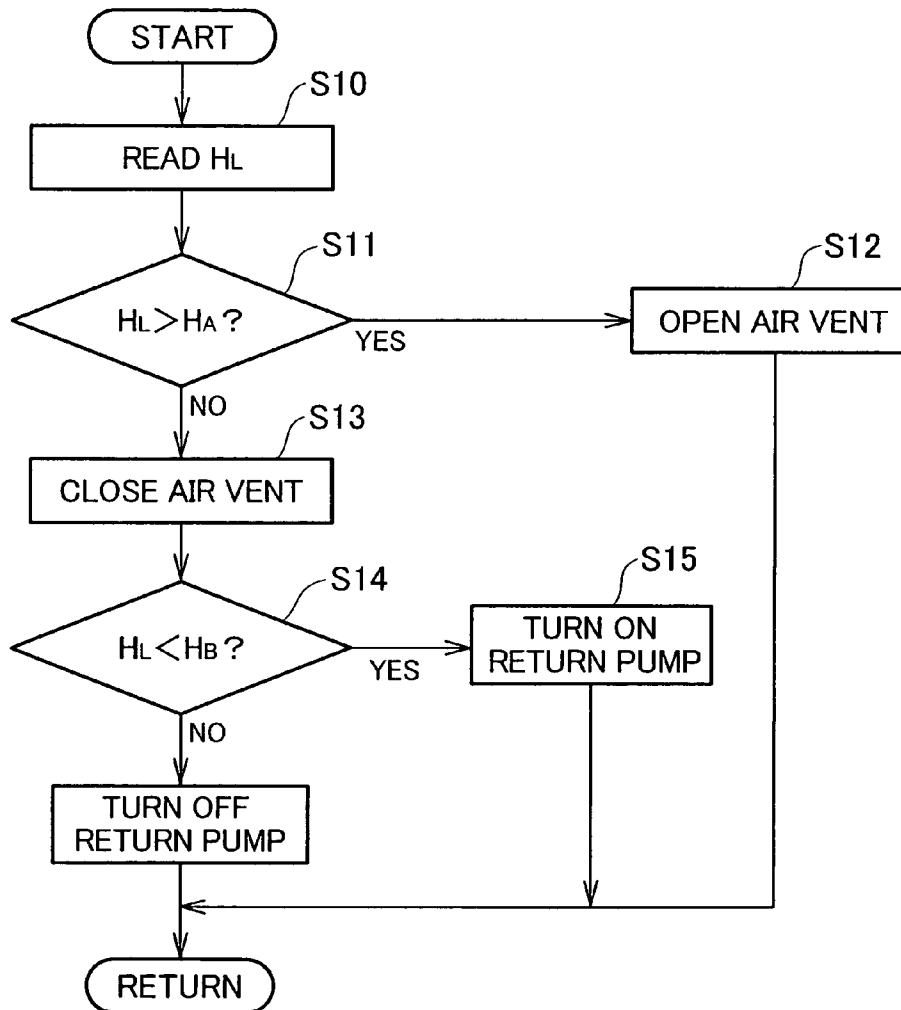 START
S10
READ HL
S11
HL>HA?
YES
S12
OPEN AIR VENT
NO
S13
CLOSE AIR VENT
S14
HL<HB?
YES
S15
TURN ON
RETURN PUMP
NO
TURN OFF
RETURN PUMP
RETURN